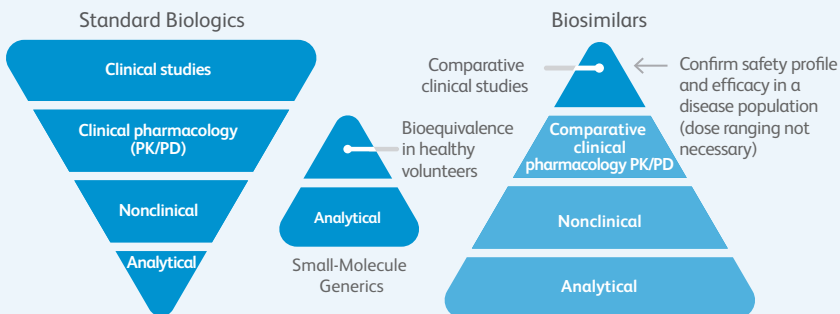 Standard Biologics
Clinical studies
Clinical pharmacology
(PK/PD)
Nonclinical
Analytical
Bioequivalence
in healthy
volunteers
Analytical
Small-Molecule
Generics
Biosimilars
Comparative
clinical studies
Confirm safety profile
and efficacy in a
disease population
(dose ranging not
necessary)
Comparative
clinical
pharmacology PK/PD
Nonclinical
Analytical